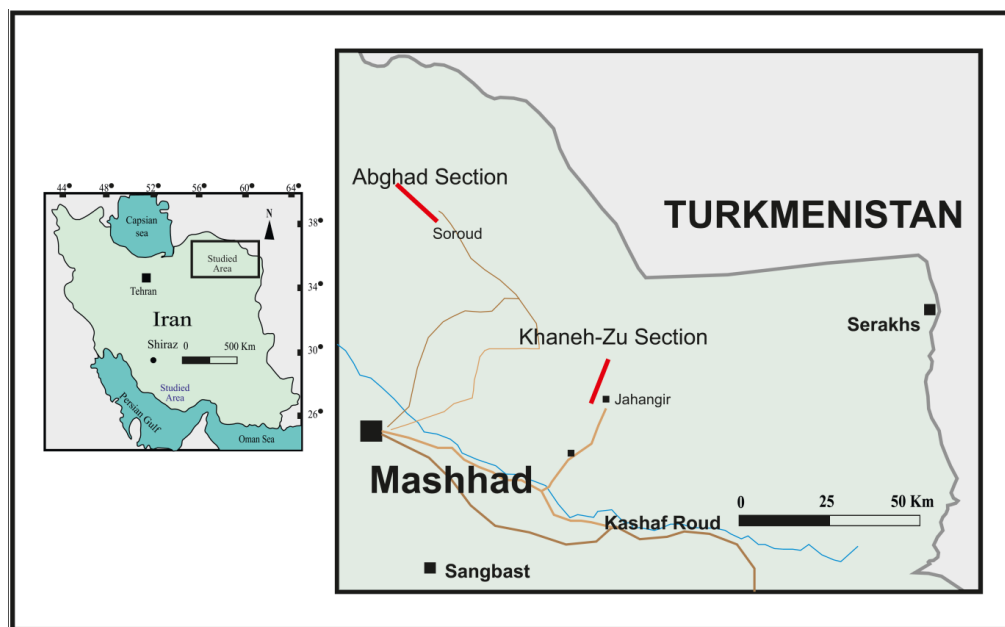 44° 48° 52° 56° 60° 64°
N
38°
34°
30°
26°
Capsian
sea
Studied
Area
Tehran
Iran
Shiraz
0 500 Km
Studied
Area
Persian Gulf
Oman Sea
Abghad Section
Soroud
TURKMENISTAN
Serakhs
Khaneh-Zu Section
Jahangir
Mashhad
Kashaf Roud
0 25 50 Km
Sangbast